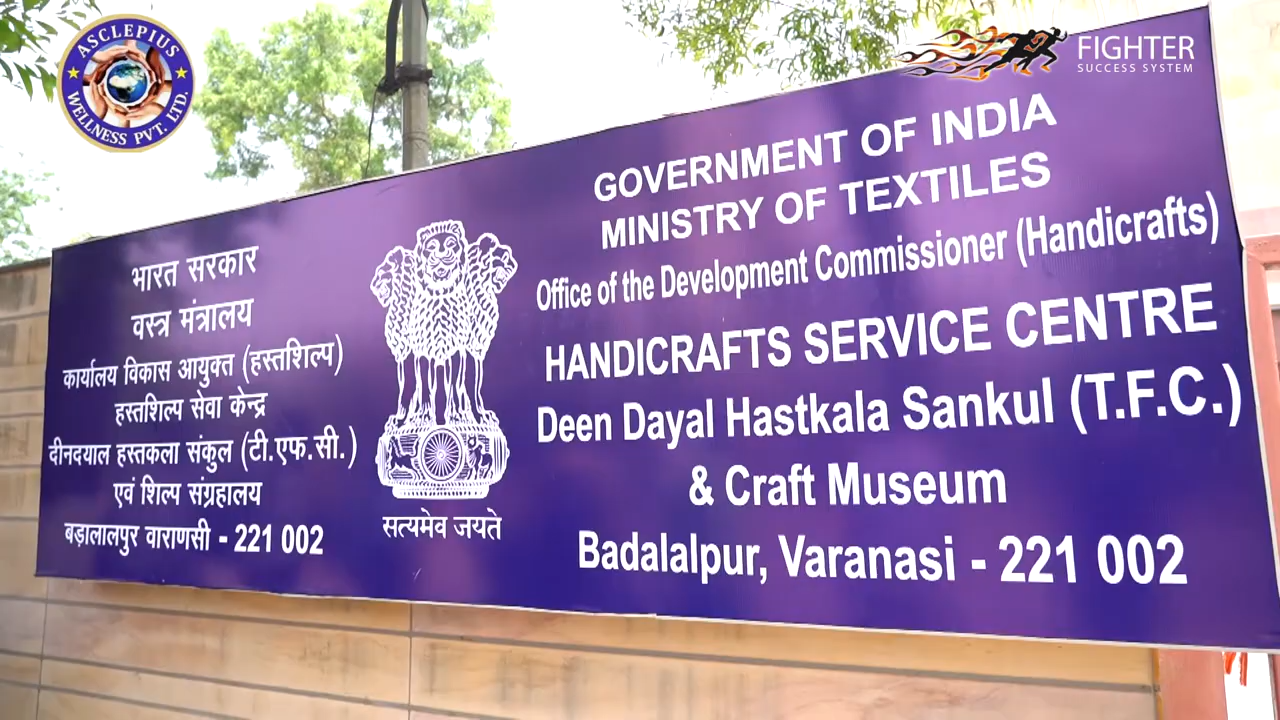 ASCLEPIUS
WELLNESS PVT. LTD.
FIGHTER
SUCCESS SYSTEM
भारत सरकार
वस्त्र मंत्रालय
कार्यालय विकास आयुक्त (हस्तशिल्प)
हस्तशिल्प सेवा केन्द्र
दीनदयाल हस्तकला संकुल (टी.एफ.सी.)
एवं शिल्प संग्रहालय
बड़ालालपुर वाराणसी - 221 002
सत्यमेव जयते
GOVERNMENT OF INDIA
MINISTRY OF TEXTILES
Office of the Development Commissioner (Handicrafts)
HANDICRAFTS SERVICE CENTRE
Deen Dayal Hastkala Sankul (T.F.C.)
& Craft Museum
Badalalpur, Varanasi - 221 002